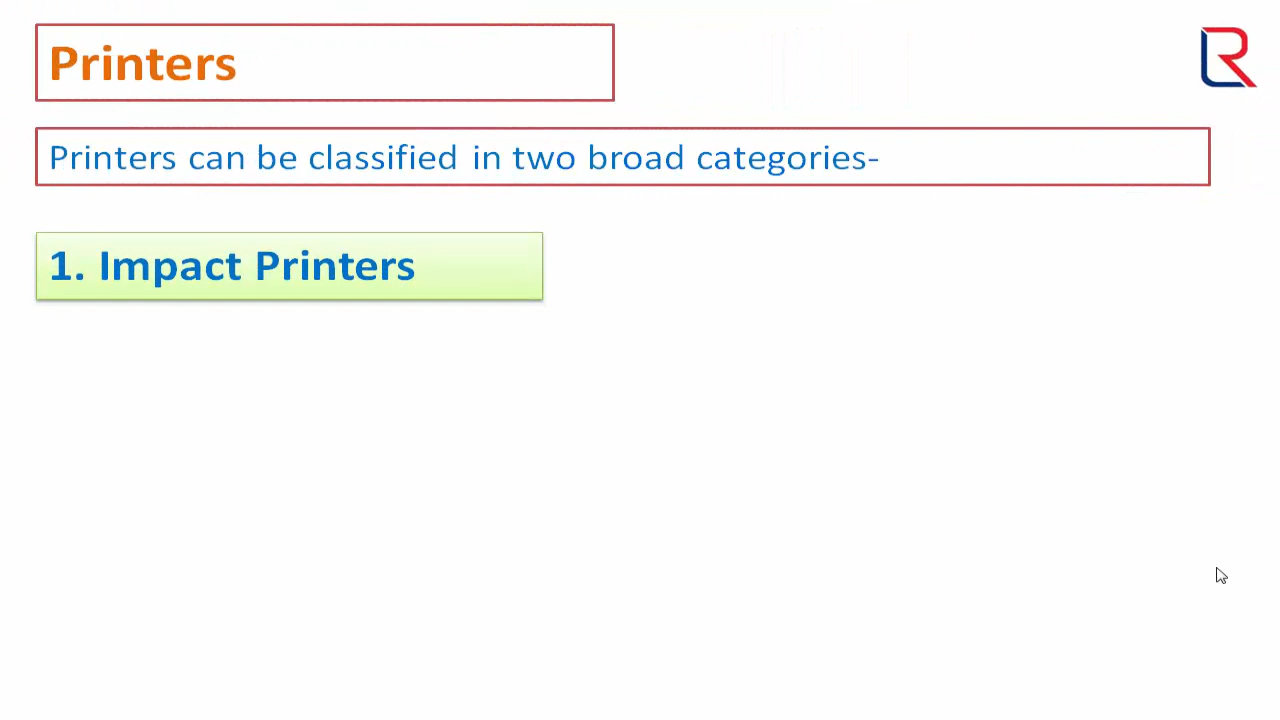 Printers
Printers can be classified in two broad categories-
1. Impact Printers